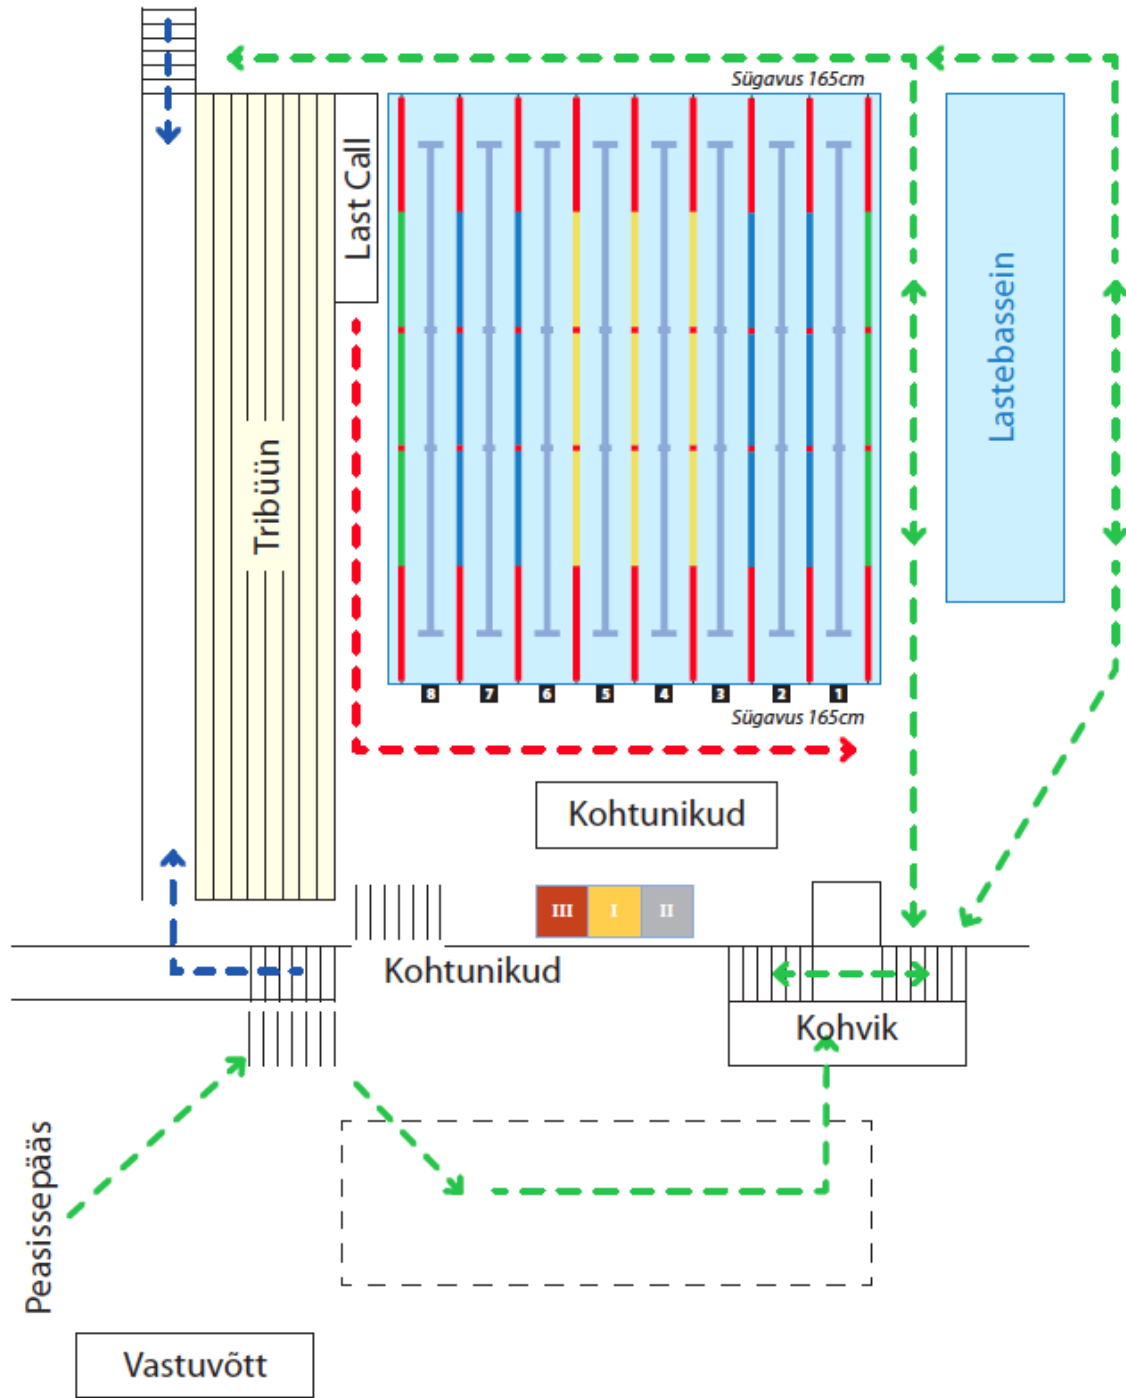 Sügavus 165cm
Last Call
Lastebassein
Tribüün
8 7 6 5 4 3 2 1
Sügavus 165cm
Kohtunikud
III I II
Kohtunikud
Kohvik
Peasissepääs
Vastuvõtt